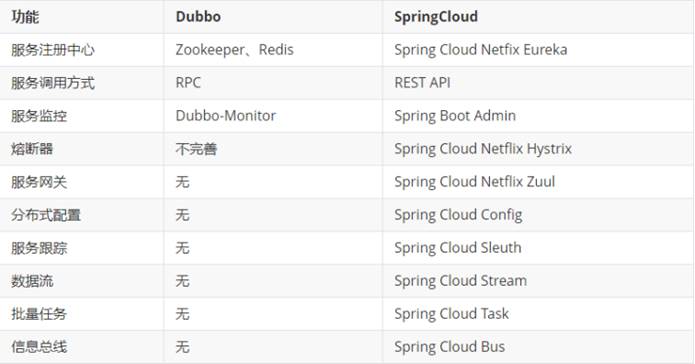 功能 Dubbo SpringCloud
服务注册中心 Zookeeper、Redis Spring Cloud Netfix Eureka
服务调用方式 RPC REST API
服务监控 Dubbo-Monitor Spring Boot Admin
熔断器 不完善 Spring Cloud Netflix Hystrix
服务网关 无 Spring Cloud Netflix Zuul
分布式配置 无 Spring Cloud Config
服务跟踪 无 Spring Cloud Sleuth
数据流 无 Spring Cloud Stream
批量任务 无 Spring Cloud Task
信息总线 无 Spring Cloud Bus